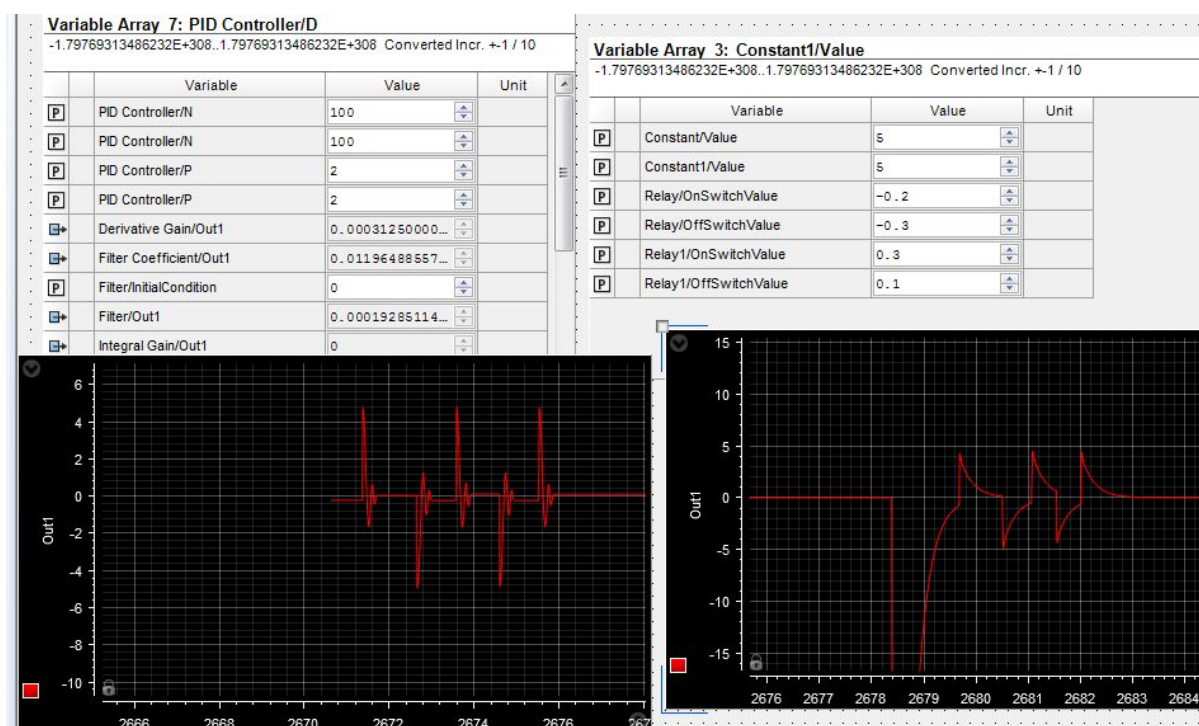 Variable Array 7: PID Controller/D
-1.79769313486232E+308..1.79769313486232E+308 Converted Incr. +-1 / 10
Variable Value Unit
P PID Controller/N 100
P PID Controller/N 100
P PID Controller/P 2
P PID Controller/P 2
Derivative Gain/Out1 0.00031250000...
Filter Coefficient/Out1 0.01196488557...
P Filter/InitialCondition 0
Filter/Out1 0.00019285114...
Integral Gain/Out1 0
Variable Array 3: Constant1/Value
-1.79769313486232E+308..1.79769313486232E+308 Converted Incr. +-1 / 10
Variable Value Unit
P Constant/Value 5
P Constant1/Value 5
P Relay/OnSwitchValue -0.2
P Relay/OffSwitchValue -0.3
P Relay1/OnSwitchValue 0.3
P Relay1/OffSwitchValue 0.1
6
4
2
0
-2
-4
-6
-8
-10
Out1
2666 2668 2670 2672 2674 2676
15
10
5
0
-5
-10
-15
Out1
2676 2677 2678 2679 2680 2681 2682 2683 2684